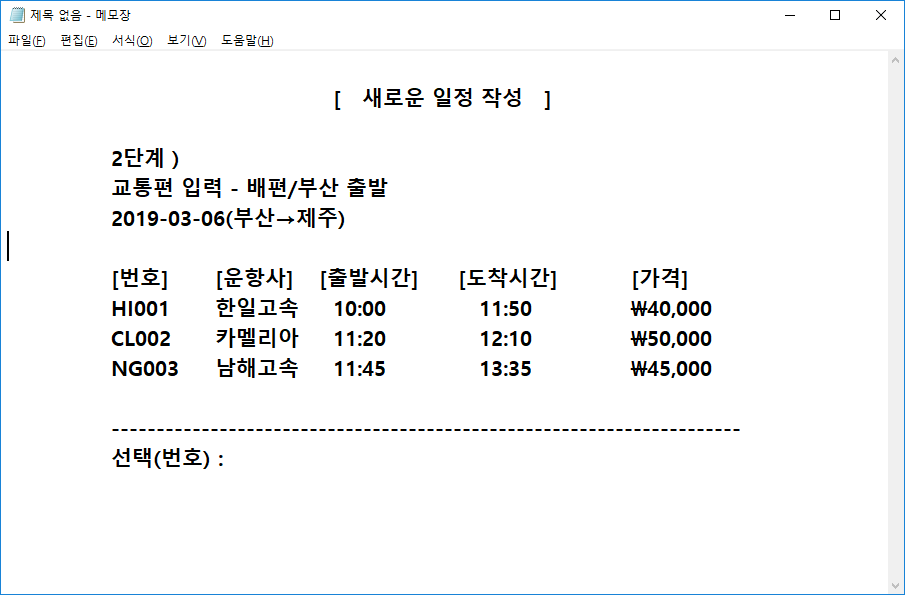 제목 없음 - 메모장
파일(F) 편집(E) 서식(O) 보기(V) 도움말(H)
[ 새로운 일정 작성 ]
2단계 )
교통편 입력 - 배편/부산 출발
2019-03-06(부산→제주)
[번호] [운항사] [출발시간] [도착시간] [가격]
HI001 한일고속 10:00 11:50 ₩40,000
CL002 카멜리아 11:20 12:10 ₩50,000
NG003 남해고속 11:45 13:35 ₩45,000
----------------------------------------------------------------------
선택(번호) :